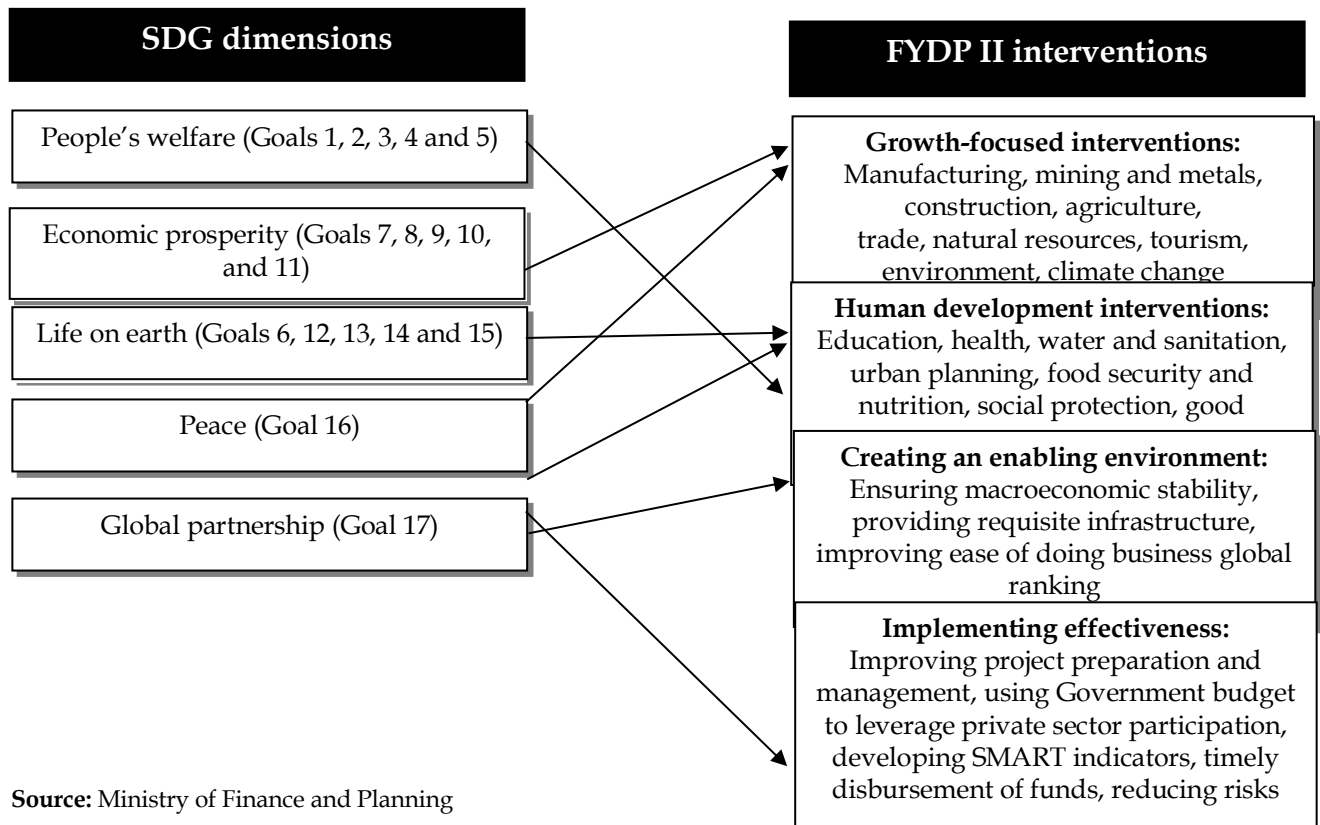 SDG dimensions
People's welfare (Goals 1, 2, 3, 4 and 5)
Economic prosperity (Goals 7, 8, 9, 10,
and 11)
Life on earth (Goals 6, 12, 13, 14 and 15)
Peace (Goal 16)
Global partnership (Goal 17)
FYDP II interventions
Growth-focused interventions:
Manufacturing, mining and metals,
construction, agriculture,
trade, natural resources, tourism,
environment, climate change
Human development interventions:
Education, health, water and sanitation,
urban planning, food security and
nutrition, social protection, good
Creating an enabling environment:
Ensuring macroeconomic stability,
providing requisite infrastructure,
improving ease of doing business global
ranking
Implementing effectiveness:
Improving project preparation and
management, using Government budget
to leverage private sector participation,
developing SMART indicators, timely
disbursement of funds, reducing risks
Source: Ministry of Finance and Planning